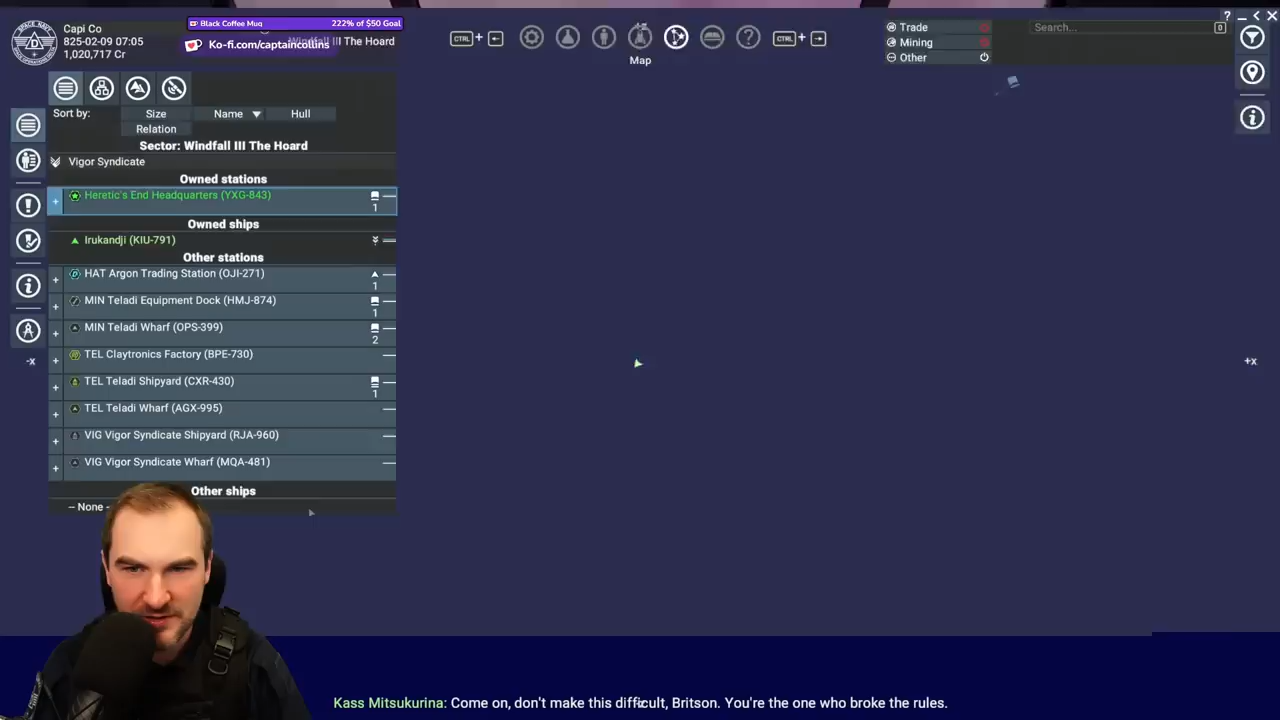 Capi Co
825-02-09 07:05
1,020,717 Cr
Black Coffee Mug
222% of $50 Goal
Ko-fi.com/captaincollins
Windfall III The Hoard
CTRL +
CTRL +
Map
? 
Trade
Mining
Other
Search...
0
Sort by:
Size
Name
Hull
Relation
Sector: Windfall III The Hoard
Vigor Syndicate
Owned stations
+ Heretic's End Headquarters (YXG-843)
1
Owned ships
Irukandji (KIU-791)
Other stations
+ HAT Argon Trading Station (OJI-271)
1
+ MIN Teladi Equipment Dock (HMJ-874)
1
+ MIN Teladi Wharf (OPS-399)
2
+ TEL Claytronics Factory (BPE-730)
+ TEL Teladi Shipyard (CXR-430)
1
+ TEL Teladi Wharf (AGX-995)
+ VIG Vigor Syndicate Shipyard (RJA-960)
+ VIG Vigor Syndicate Wharf (MQA-481)
Other ships
-- None -
-x
+x
Kass Mitsukurina: Come on, don't make this difficult, Britson. You're the one who broke the rules.